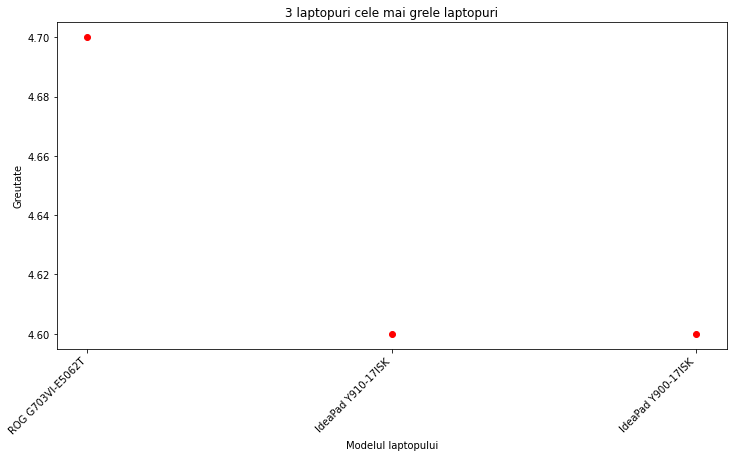 3 laptopuri cele mai grele laptopuri
Greutate
4.70
4.68
4.66
4.64
4.62
4.60
ROG G703VI-E5062T
IdeaPad Y910-17ISK
IdeaPad Y900-17ISK
Modelul laptopului